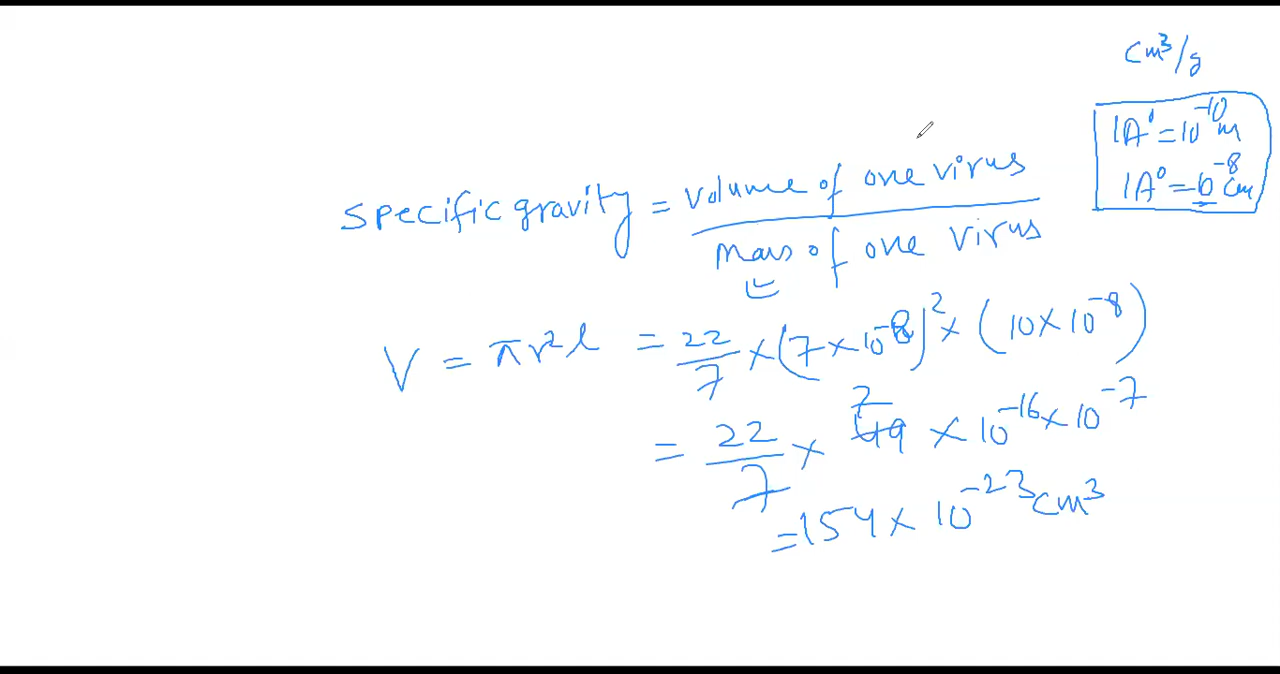 cm³/g
1A° = 10⁻¹⁰ m
1A° = 10⁻⁸ cm
specific gravity = volume of one virus / Mass of one virus
V = πr²l = 22/7 × (7 × 10⁻⁸)² × (10 × 10⁻⁸)
= 22/7 × 49 7 × 10⁻¹⁶ × 10⁻⁷
= 154 × 10⁻²³ cm³